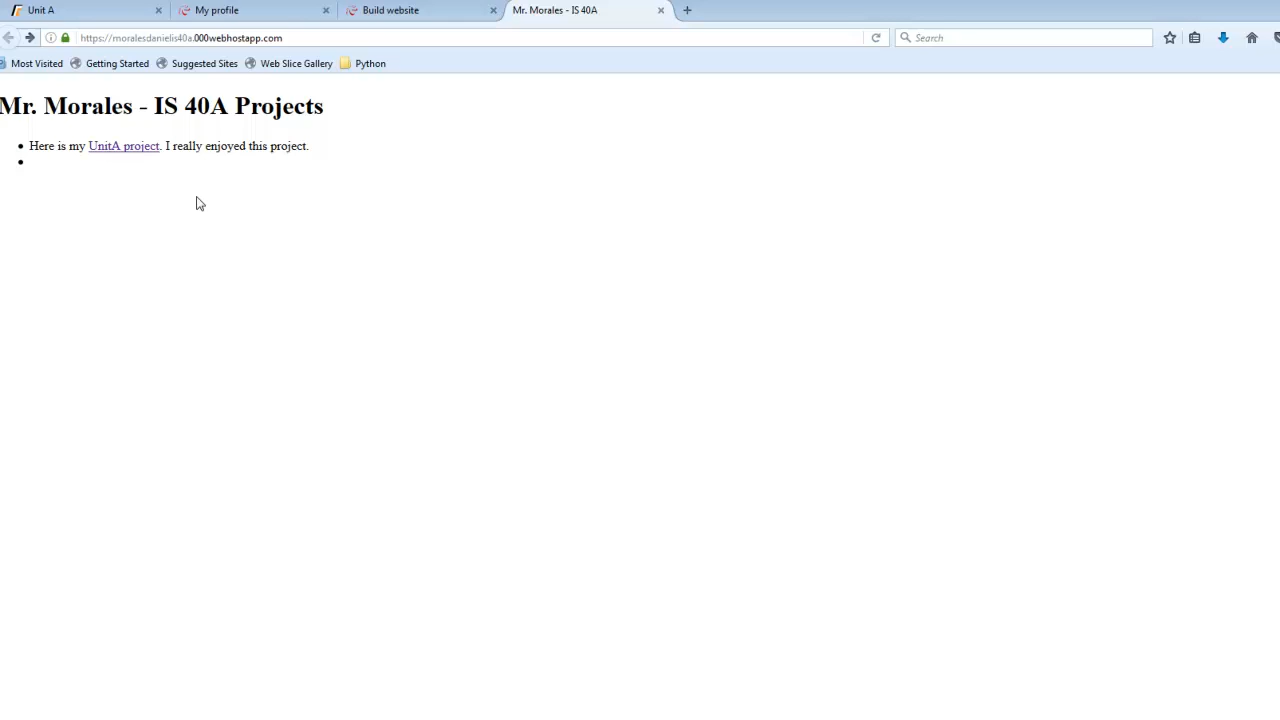 Unit A
My profile
Build website
Mr. Morales - IS 40A
https://moralesdanielis40a.000webhostapp.com
Search
Most Visited
Getting Started
Suggested Sites
Web Slice Gallery
Python
Mr. Morales - IS 40A Projects
Here is my UnitA project. I really enjoyed this project.